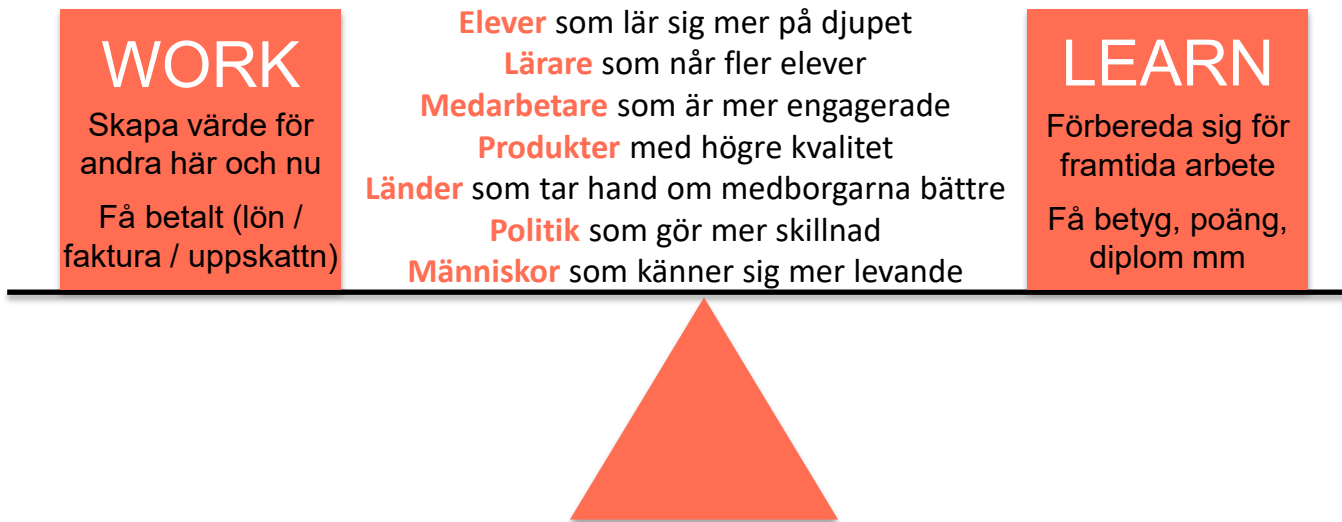 WORK
Skapa värde för
andra här och nu
Få betalt (lön /
faktura / uppskattn)
Elever som lär sig mer på djupet
Lärare som når fler elever
Medarbetare som är mer engagerade
Produkter med högre kvalitet
Länder som tar hand om medborgarna bättre
Politik som gör mer skillnad
Människor som känner sig mer levande
LEARN
Förbereda sig för
framtida arbete
Få betyg, poäng,
diplom mm